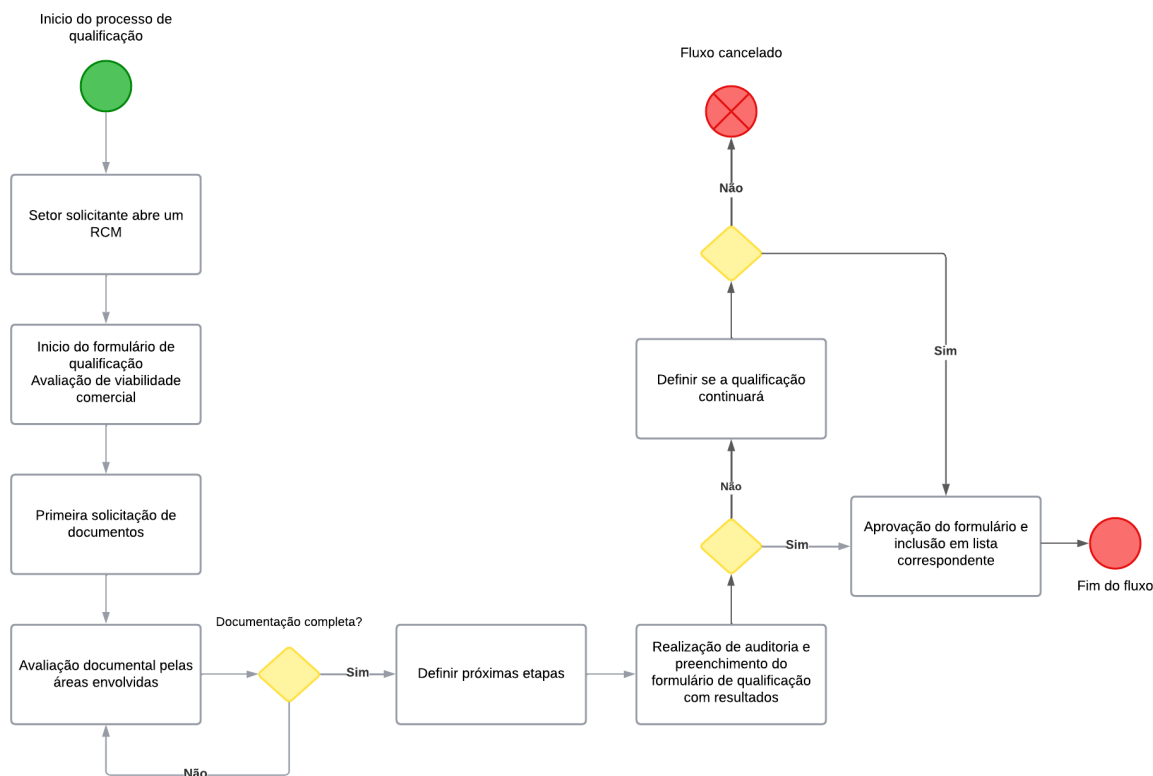 Inicio do processo de
qualificação
Setor solicitante abre um
RCM
Inicio do formulário de
qualificação
Avaliação de viabilidade
comercial
Primeira solicitação de
documentos
Avaliação documental pelas
áreas envolvidas
Documentação completa?
Não
Sim
Definir próximas etapas
Realização de auditoria e
preenchimento do
formulário de qualificação
com resultados
Não
Sim
Definir se a qualificação
continuará
Não
Fluxo cancelado
Sim
Aprovação do formulário e
inclusão em lista
correspondente
Fim do fluxo